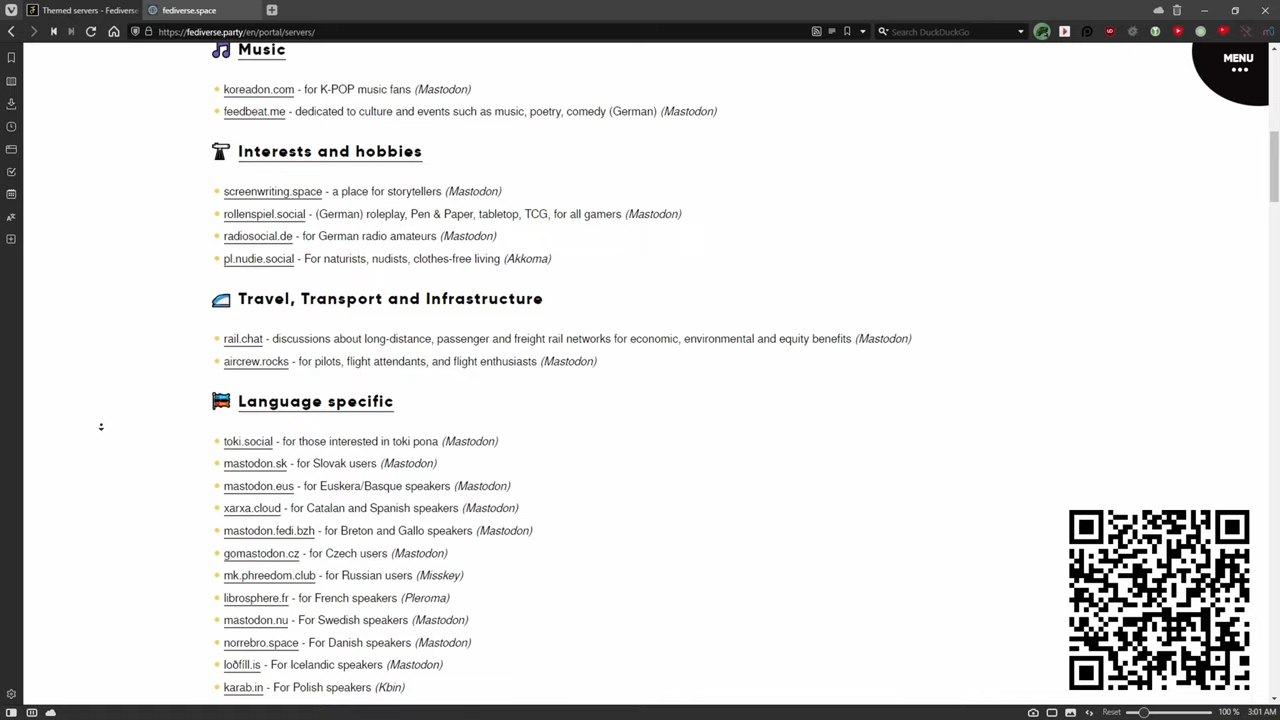 Themed servers - Fediverse
fediverse.space
https://fediverse.party/en/portal/servers/
Search DuckDuckGo
MENU
Music
koreadon.com - for K-POP music fans (Mastodon)
feedbeat.me - dedicated to culture and events such as music, poetry, comedy (German) (Mastodon)
Interests and hobbies
screenwriting.space - a place for storytellers (Mastodon)
rollenspiel.social - (German) roleplay, Pen & Paper, tabletop, TCG, for all gamers (Mastodon)
radiosocial.de - for German radio amateurs (Mastodon)
pl.nudie.social - For naturists, nudists, clothes-free living (Akkoma)
Travel, Transport and Infrastructure
rail.chat - discussions about long-distance, passenger and freight rail networks for economic, environmental and equity benefits (Mastodon)
aircrew.rocks - for pilots, flight attendants, and flight enthusiasts (Mastodon)
Language specific
toki.social - for those interested in toki pona (Mastodon)
mastodon.sk - for Slovak users (Mastodon)
mastodon.eus - for Euskera/Basque speakers (Mastodon)
xarxa.cloud - for Catalan and Spanish speakers (Mastodon)
mastodon.fedi.bzh - for Breton and Gallo speakers (Mastodon)
gomastodon.cz - for Czech users (Mastodon)
mk.phreedom.club - for Russian users (Misskey)
librosphere.fr - for French speakers (Pleroma)
mastodon.nu - For Swedish speakers (Mastodon)
norrebro.space - For Danish speakers (Mastodon)
loðfíll.is - For Icelandic speakers (Mastodon)
karab.in - For Polish speakers (Kbin)
Reset
100 %
3:01 AM